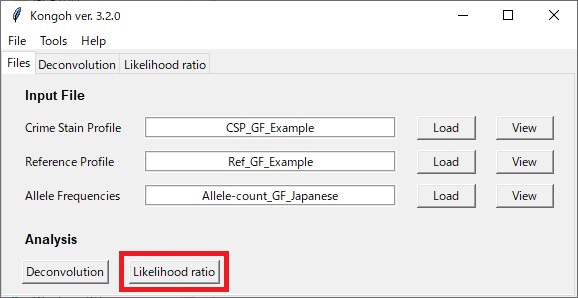 Kongoh ver. 3.2.0
File Tools Help
Files Deconvolution Likelihood ratio
Input File
Crime Stain Profile CSP_GF_Example Load View
Reference Profile Ref_GF_Example Load View
Allele Frequencies Allele-count_GF_Japanese Load View
Analysis
Deconvolution Likelihood ratio